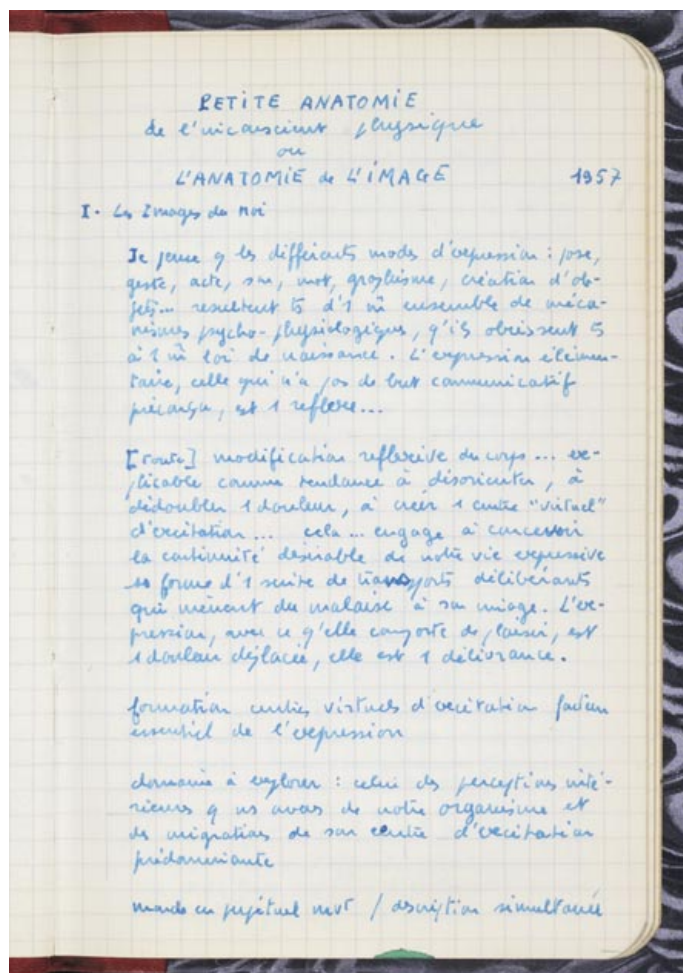 PETITE ANATOMIE
de l'inconscient physique
ou
L'ANATOMIE de L'IMAGE 1957
I. Les Images du Moi
Je pense q les différents modes d'expression : pose,
geste, acte, son, mot, graphisme, création d'ob-
jets... résultent ts d'1 m̂ ensemble de méca-
nismes psycho-physiologiques, q'ils obéissent ts
à 1 m̂ loi de naissance. L'expression élémen-
taire, celle qui n'a pas de but communicatif
préconçu, est 1 réflexe...
[toute] modification réflexive du corps ... ex-
plicable comme tendance à désorienter, à
dédoubler 1 douleur, à créer 1 centre "virtuel"
d'excitation ... cela ... engage à concevoir
la continuité désirable de notre vie expressive
ss forme d'1 suite de transports délibérants
qui mènent du malaise à son image. L'ex-
pression, avec ce q'elle comporte de plaisir, est
1 douleur déplacée, elle est 1 délivrance.
formation centres virtuels d'excitation facteur
essentiel de l'expression
domaine à explorer : celui des perceptions inté-
rieures q ns avons de notre organisme et
des migrations de son centre d'excitation
prédominante
monde en perpétuel mvt / description simultanée